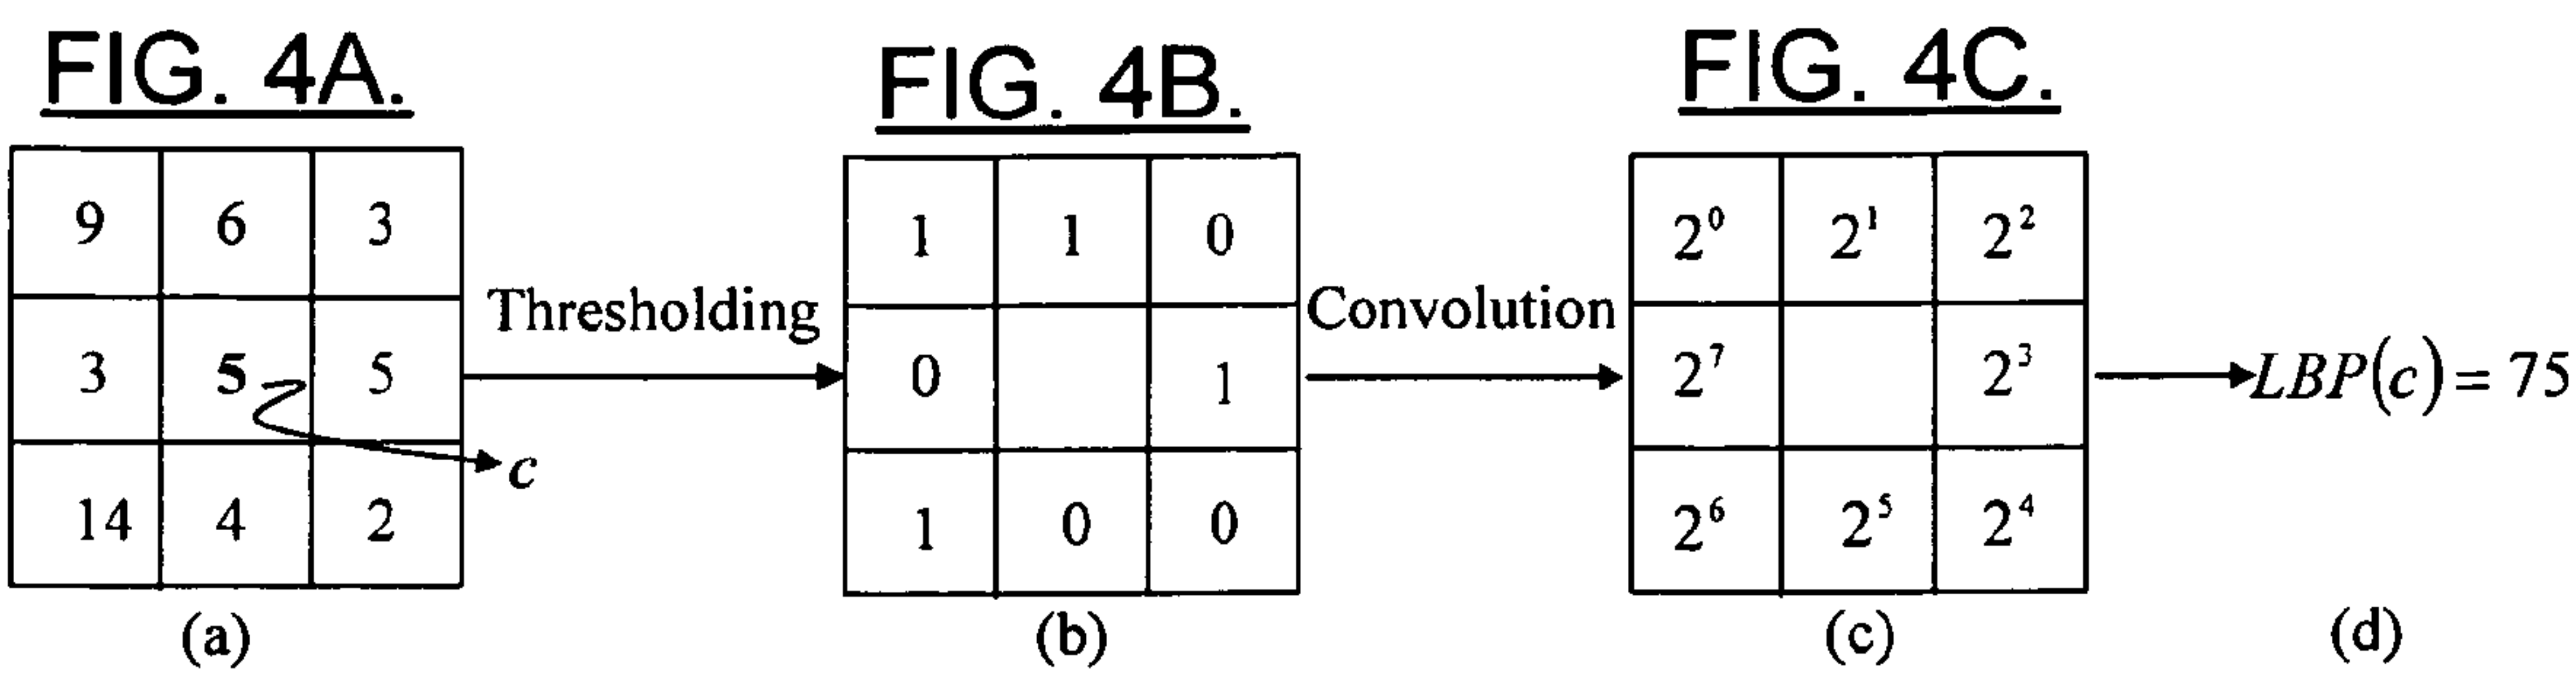 FIG. 4A.
FIG. 4B.
FIG. 4C.
9 6 3
3 5 5
14 4 2
c
(a)
Thresholding
1 1 0
0 1
1 0 0
(b)
Convolution
2⁰ 2¹ 2²
2⁷ 2³
2⁶ 2⁵ 2⁴
(c)
LBP(c) = 75
(d)